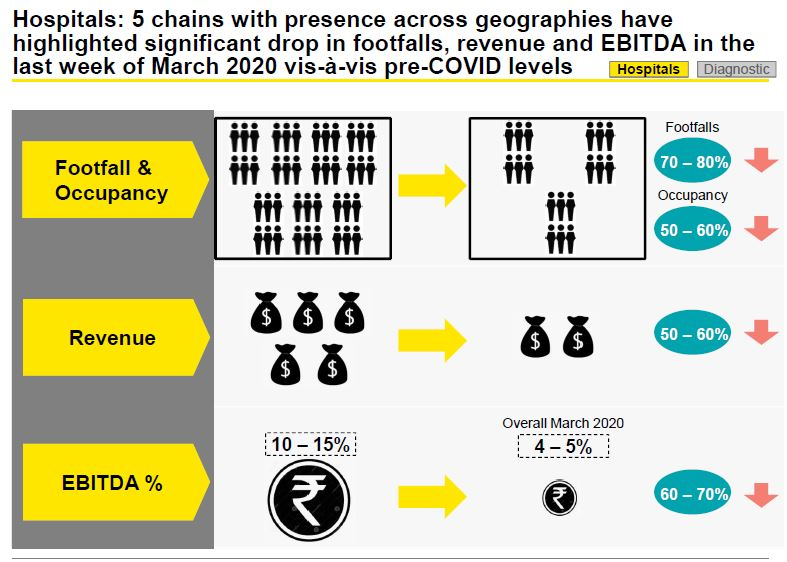 Hospitals: 5 chains with presence across geographies have
highlighted significant drop in footfalls, revenue and EBITDA in the
last week of March 2020 vis-à-vis pre-COVID levels
Hospitals
Diagnostic
Footfall &
Occupancy
Footfalls
70 – 80%
Occupancy
50 – 60%
Revenue
$ $ $
$ $
$ $
50 – 60%
EBITDA %
10 – 15%
₹
Overall March 2020
4 – 5%
₹
60 – 70%